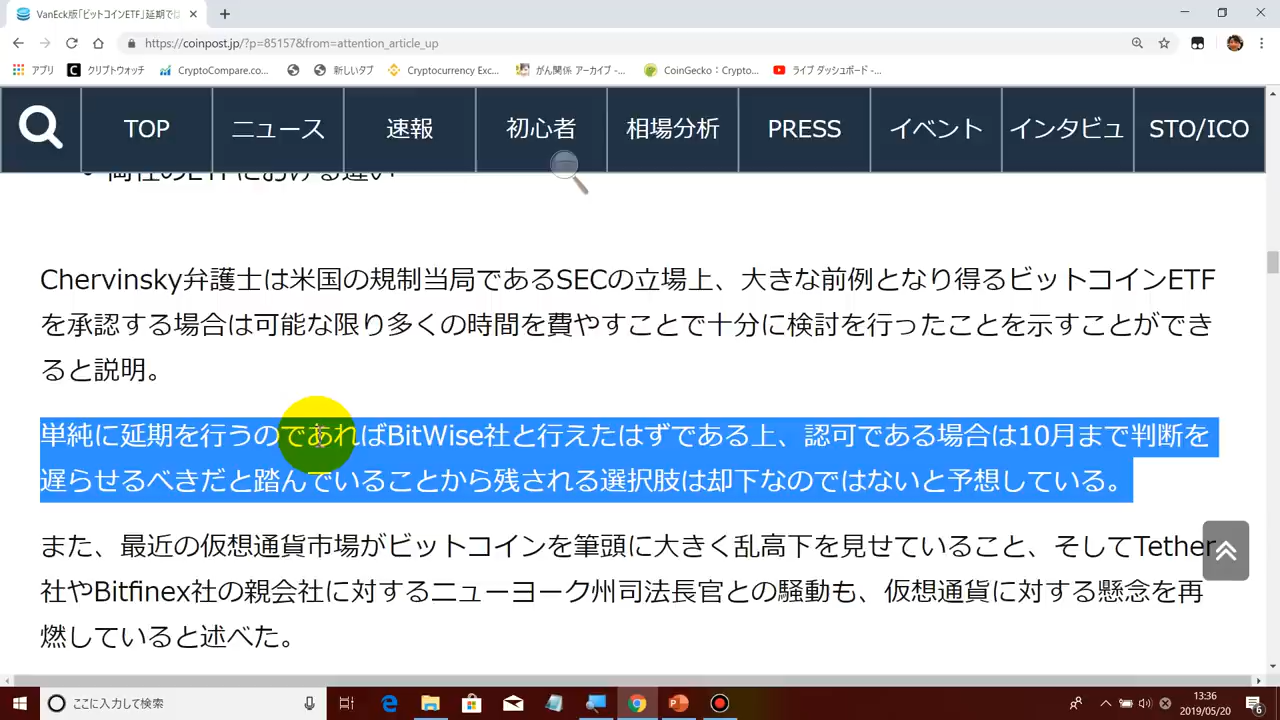 VanEck版「ビットコインETF」延期では
https://coinpost.jp/?p=85157&from=attention_article_up
アプリ クリプトウォッチ CryptoCompare.co... 新しいタブ Cryptocurrency Exc... がん関係 アーカイブ -... CoinGecko：Crypto... ライブ ダッシュボード -...
TOP ニュース 速報 初心者 相場分析 PRESS イベント インタビュ STO/ICO
両社のETFにおける違い
Chervinsky弁護士は米国の規制当局であるSECの立場上、大きな前例となり得るビットコインETF
を承認する場合は可能な限り多くの時間を費やすことで十分に検討を行ったことを示すことができ
ると説明。
単純に延期を行うのであればBitWise社と行えたはずである上、認可である場合は10月まで判断を
遅らせるべきだと踏んでいることから残される選択肢は却下なのではないと予想している。
また、最近の仮想通貨市場がビットコインを筆頭に大きく乱高下を見せていること、そしてTether
社やBitfinex社の親会社に対するニューヨーク州司法長官との騒動も、仮想通貨に対する懸念を再
燃していると述べた。
ここに入力して検索
13:36
2019/05/20
6